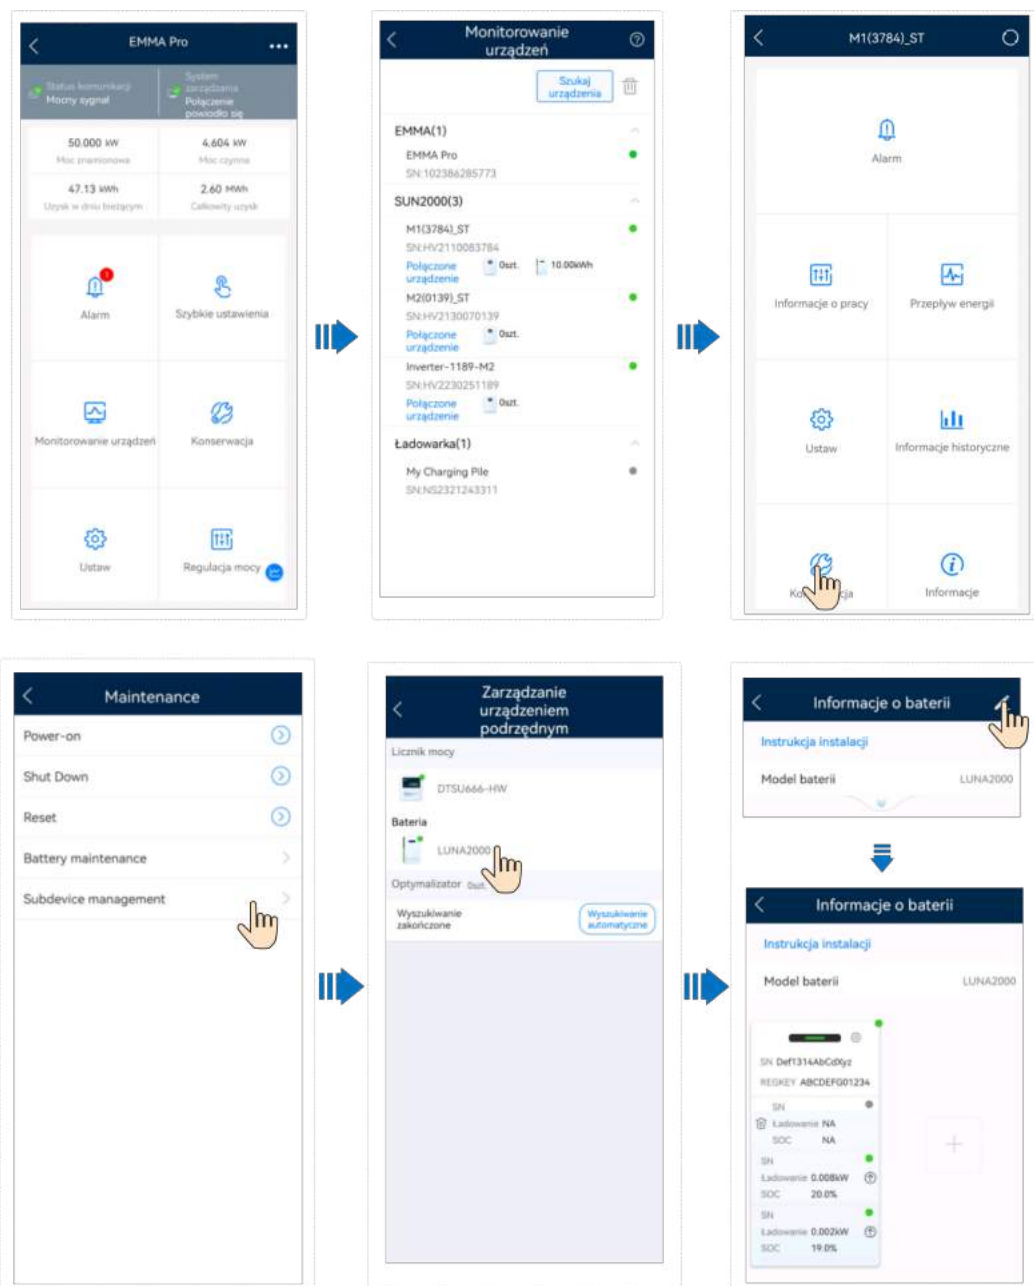 EMMA Pro
•••
Status komunikacji
Mocny sygnał
System
zarządzania
Połączenie
powiodło się
50.000 kW
Moc znamionowa
4.604 kW
Moc czynna
47.13 kWh
Uzysk w dniu bieżącym
2.60 MWh
Całkowity uzysk
Alarm
Szybkie ustawienia
Monitorowanie urządzeń
Konserwacja
Ustaw
Regulacja mocy
Monitorowanie
urządzeń
Szukaj
urządzenia
EMMA(1)
EMMA Pro
SN:102386285773
SUN2000(3)
M1(3784)_ST
SN:HV2110083784
Połączone
urządzenie
0szt.
10.00kWh
M2(0139)_ST
SN:HV2130070139
Połączone
urządzenie
0szt.
Inverter-1189-M2
SN:HV2230251189
Połączone
urządzenie
0szt.
Ładowarka(1)
My Charging Pile
SN:NS2321243311
M1(3784)_ST
Alarm
Informacje o pracy
Przepływ energii
Ustaw
Informacje historyczne
Informacje
Maintenance
Power-on
Shut Down
Reset
Battery maintenance
Subdevice management
Zarządzanie
urządzeniem
podrzędnym
Licznik mocy
DTSU666-HW
Bateria
LUNA2000
Optymalizator 0szt.
Wyszukiwanie
zakończone
Wyszukiwanie
automatyczne
Informacje o baterii
Instrukcja instalacji
Model baterii LUNA2000
Informacje o baterii
Instrukcja instalacji
Model baterii LUNA2000
SN Def1314AbCdXyz
REGKEY ABCDEFG01234
SN
Ładowanie NA
SOC NA
SN
Ładowanie 0.008kW
SOC 20.0%
SN
Ładowanie 0.002kW
SOC 19.0%